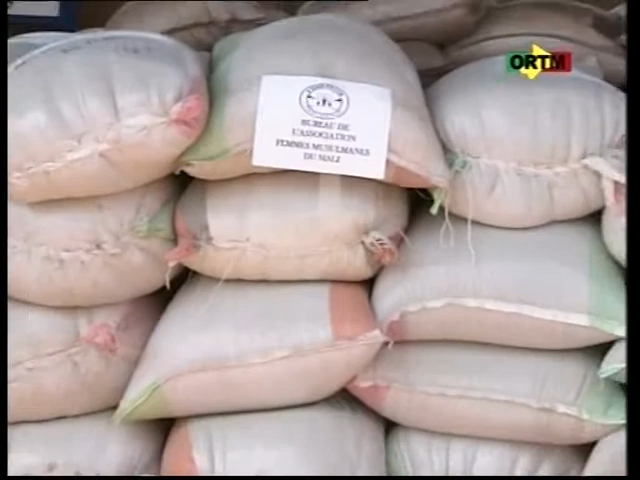 ORTM
BUREAU DE
L'ASSOCIATION
FEMMES MUSULMANES
DU MALI